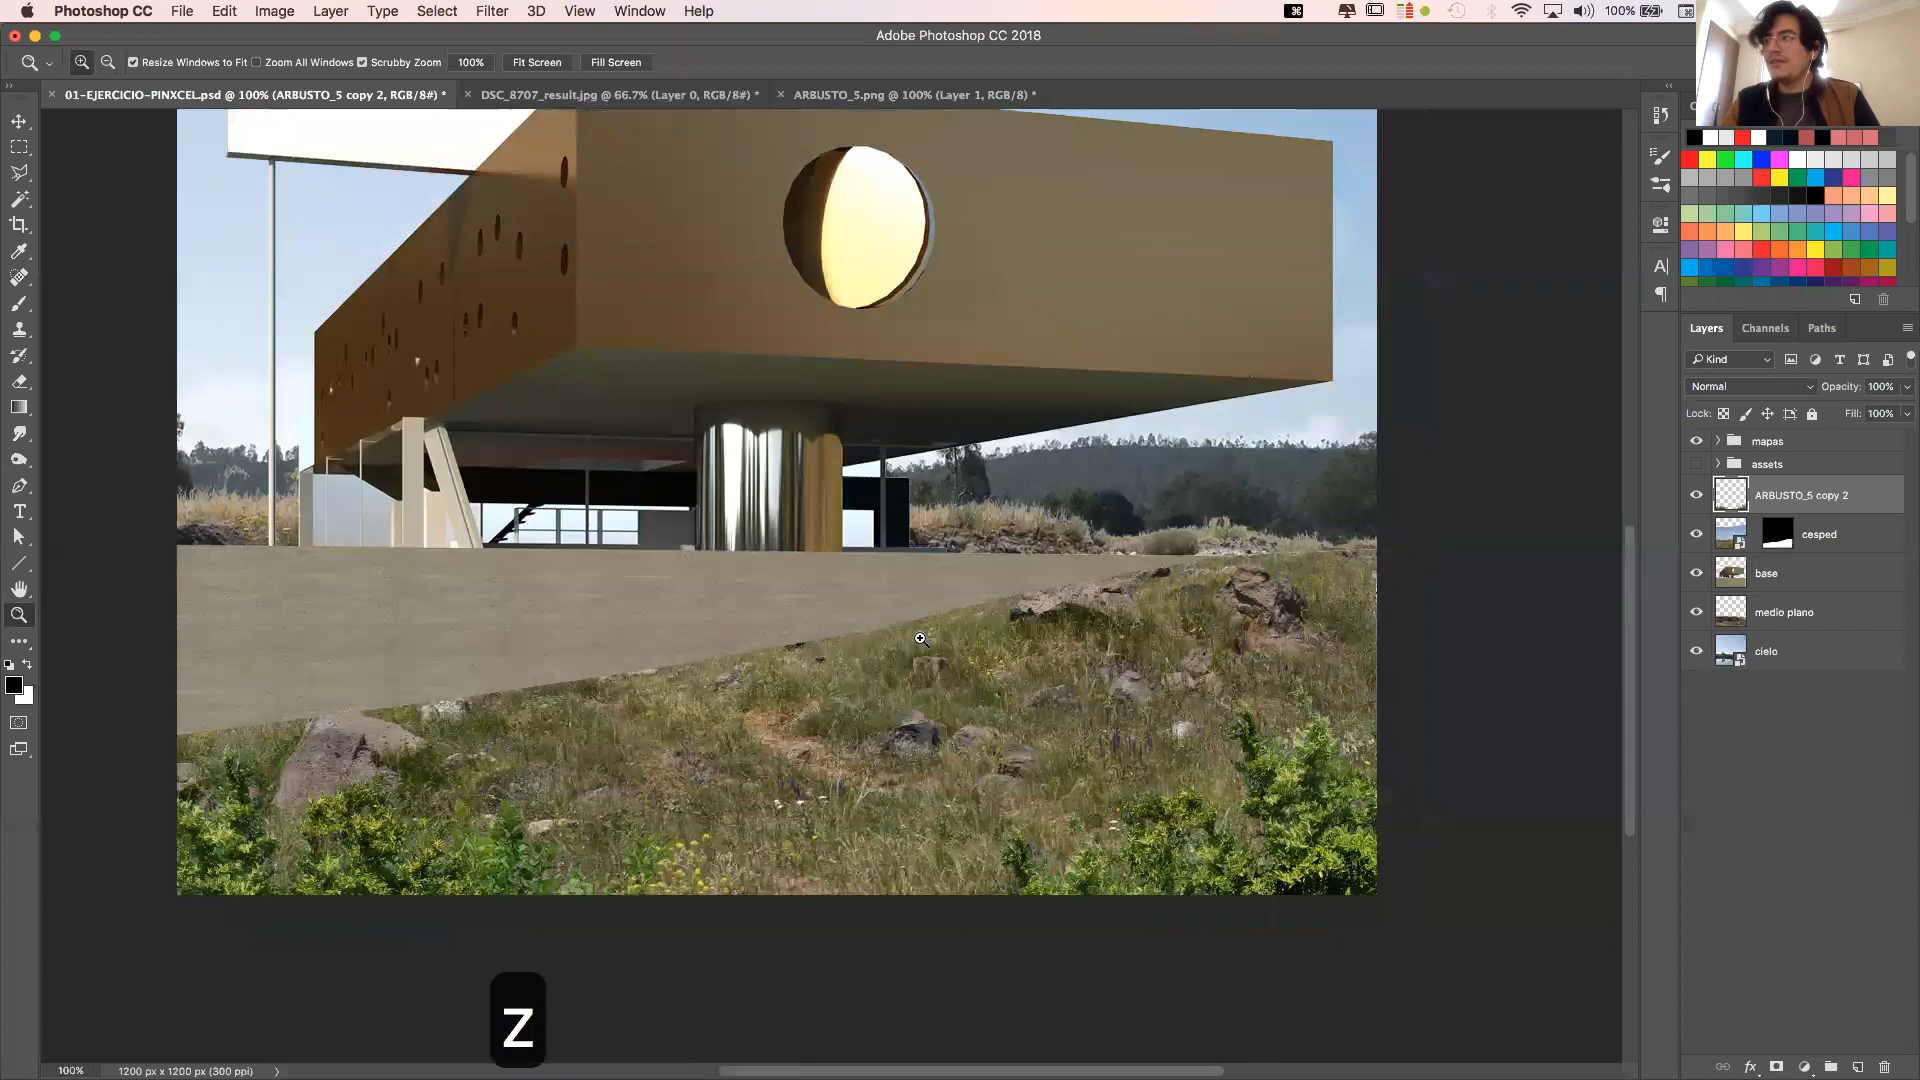 Photoshop CC File Edit Image Layer Type Select Filter 3D View Window Help 100%
Adobe Photoshop CC 2018
Resize Windows to Fit Zoom All Windows Scrubby Zoom 100% Fit Screen Fill Screen
01-EJERCICIO-PINXCEL.psd @ 100% (ARBUSTO_5 copy 2, RGB/8#) * DSC_8707_result.jpg @ 66.7% (Layer 0, RGB/8#) * ARBUSTO_5.png @ 100% (Layer 1, RGB/8) *
Layers Channels Paths
Kind
Normal Opacity: 100%
Lock: Fill: 100%
mapas
assets
ARBUSTO_5 copy 2
cesped
base
medio plano
cielo
Z
100% 1200 px x 1200 px (300 ppi)